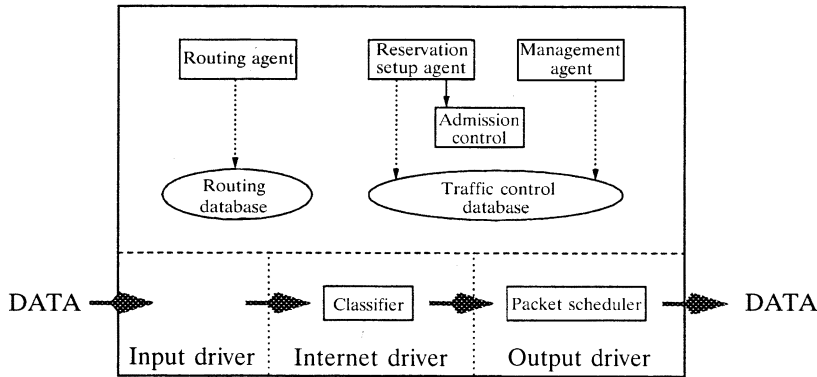 Routing agent
Reservation
setup agent
Management
agent
Admission
control
Routing
database
Traffic control
database
DATA
Classifier
Packet scheduler
DATA
Input driver
Internet driver
Output driver